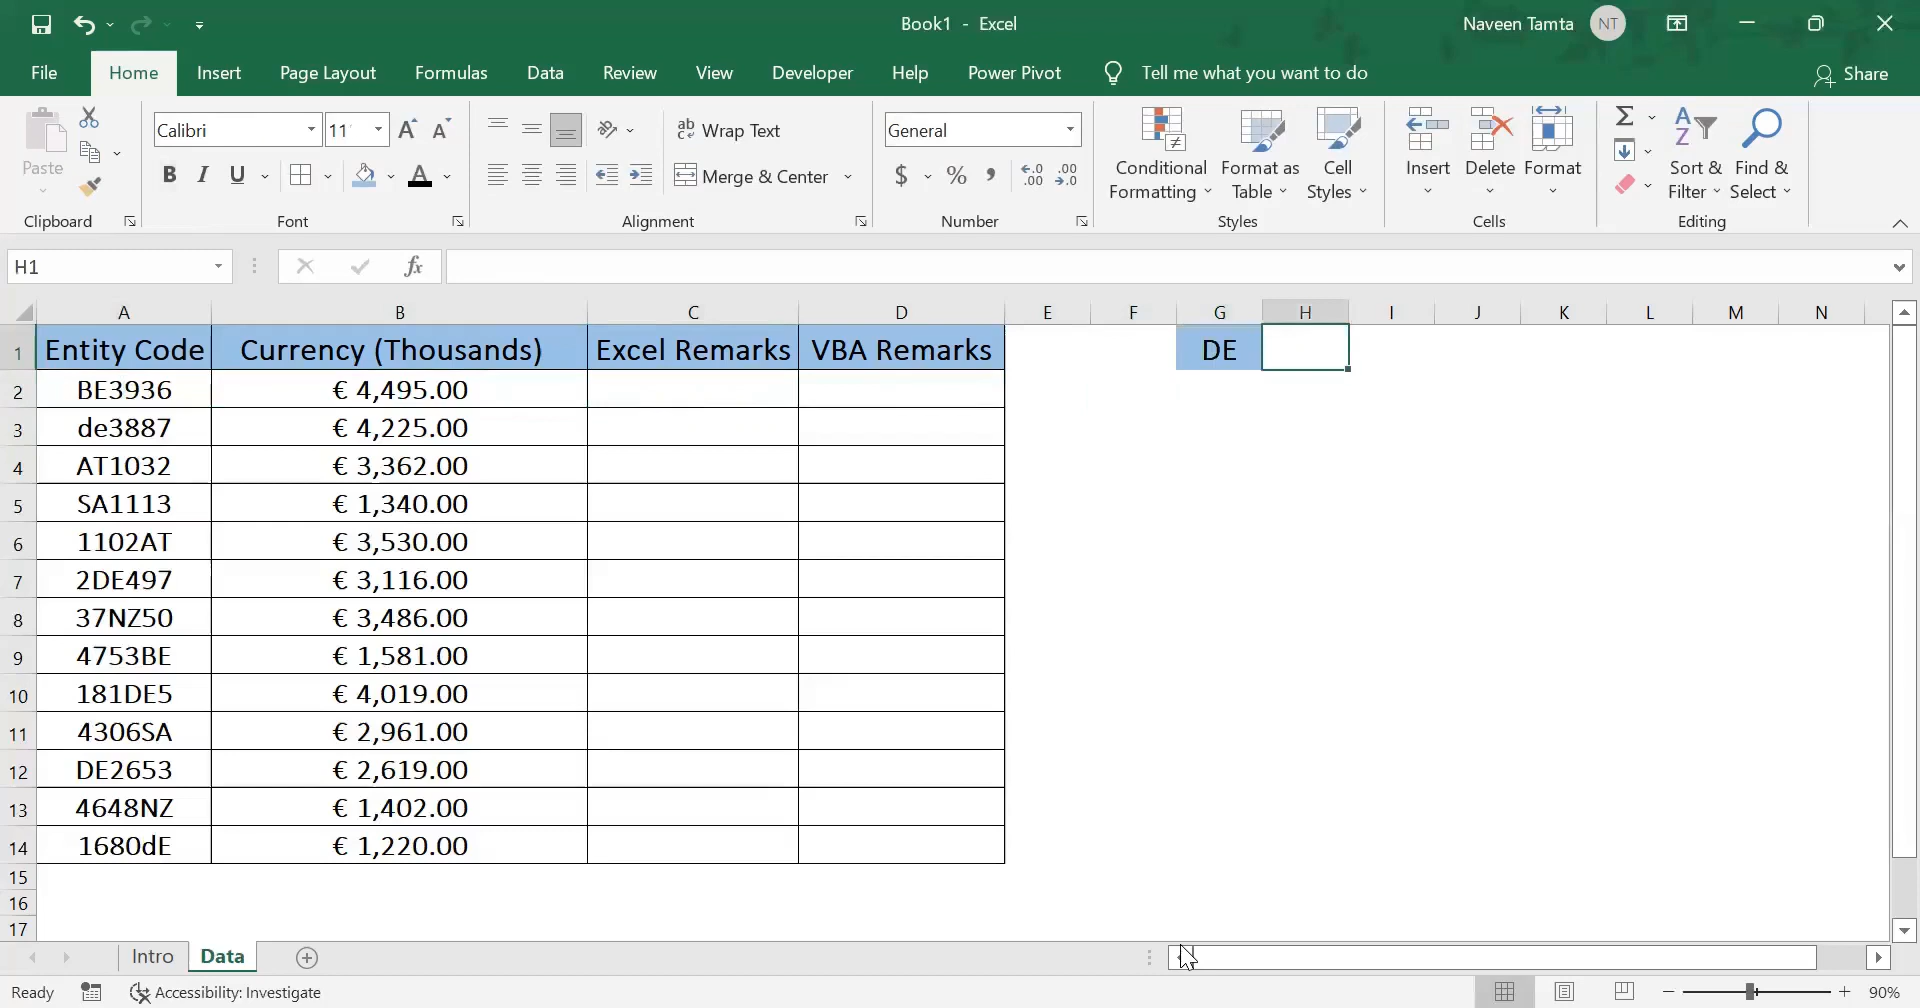 Book1 - Excel
Naveen Tamta NT
File Home Insert Page Layout Formulas Data Review View Developer Help Power Pivot Tell me what you want to do Share
Calibri 11 A A ab Wrap Text General
Paste B I U A Merge & Center $ % , .00 .00
Conditional Formatting Format as Table Cell Styles Insert Delete Format Sort & Filter Find & Select
Clipboard Font Alignment Number Styles Cells Editing
H1 fx
A B C D E F G H I J K L M N
1 Entity Code Currency (Thousands) Excel Remarks VBA Remarks DE
2 BE3936 € 4,495.00
3 de3887 € 4,225.00
4 AT1032 € 3,362.00
5 SA1113 € 1,340.00
6 1102AT € 3,530.00
7 2DE497 € 3,116.00
8 37NZ50 € 3,486.00
9 4753BE € 1,581.00
10 181DE5 € 4,019.00
11 4306SA € 2,961.00
12 DE2653 € 2,619.00
13 4648NZ € 1,402.00
14 1680dE € 1,220.00
15
16
17
Intro Data
Ready Accessibility: Investigate 90%